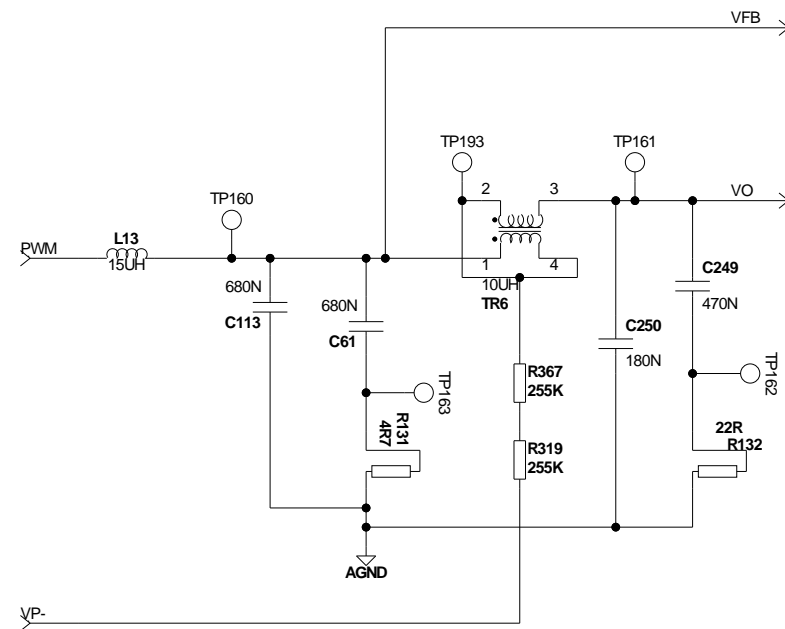 VFB
TP193
TP161
2
3
VO
TP160
L13
PWM
15UH
1
4
10UH
TR6
C249
470N
680N
C113
680N
C61
C250
180N
TP162
R367
255K
TP163
R131
4R7
R319
255K
22R
R132
AGND
VP-